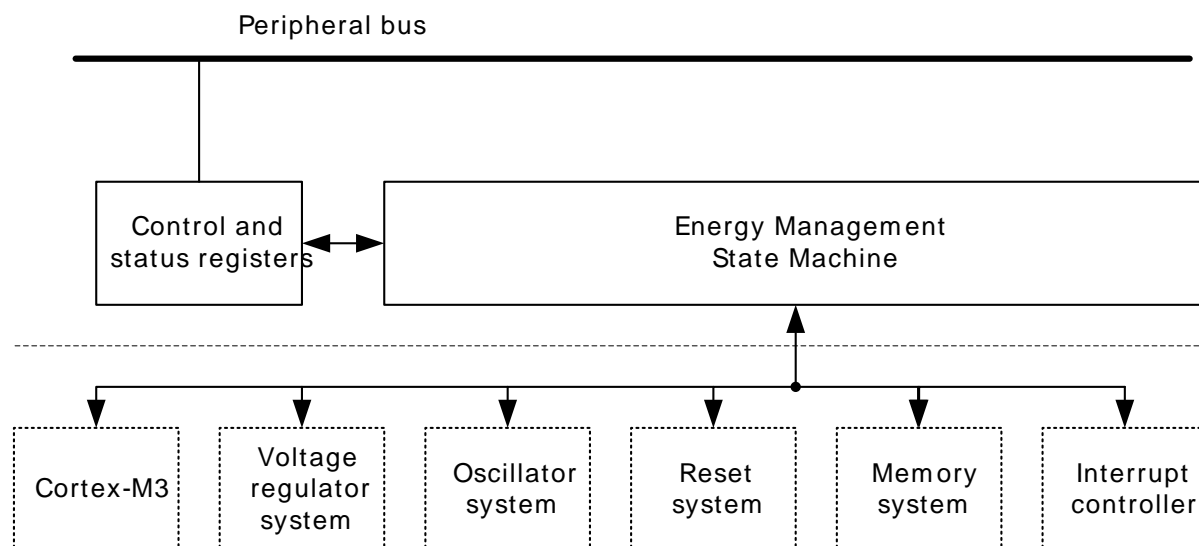 Peripheral bus
Control and
status registers
Energy Management
State Machine
Cortex-M3
Voltage
regulator
system
Oscillator
system
Reset
system
Memory
system
Interrupt
controller